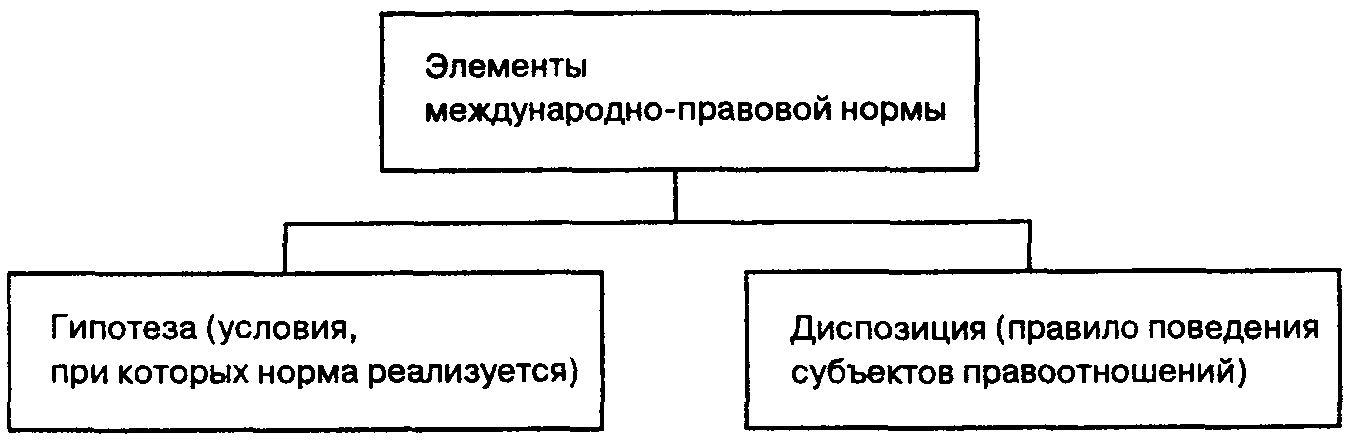 Элементы
международно-правовой нормы
Гипотеза (условия,
при которых норма реализуется)
Диспозиция (правило поведения
субъектов правоотношений)